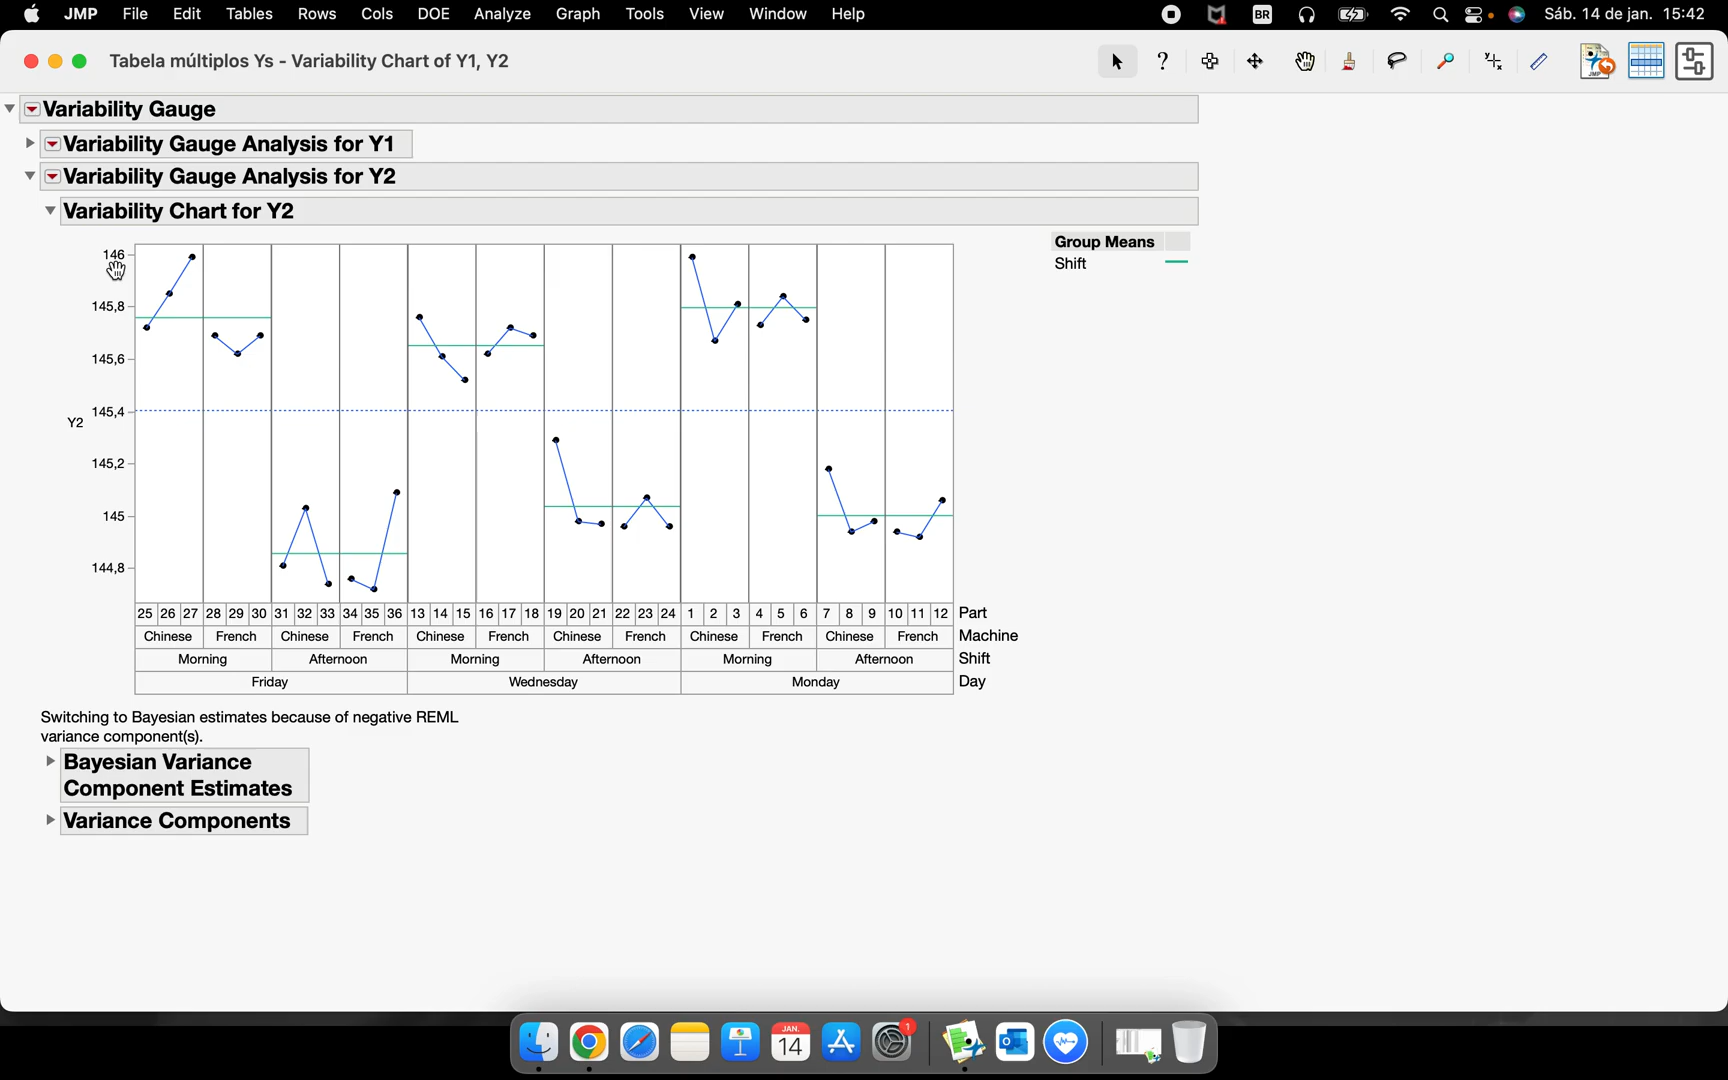 JMP File Edit Tables Rows Cols DOE Analyze Graph Tools View Window Help BR Sáb. 14 de jan. 15:42
Tabela múltiplos Ys - Variability Chart of Y1, Y2
Variability Gauge
Variability Gauge Analysis for Y1
Variability Gauge Analysis for Y2
Variability Chart for Y2
Group Means
Shift
146
145,8
145,6
145,4
145,2
145
144,8
Y2
25 26 27 28 29 30 31 32 33 34 35 36 13 14 15 16 17 18 19 20 21 22 23 24 1 2 3 4 5 6 7 8 9 10 11 12 Part
Chinese French Chinese French Chinese French Chinese French Chinese French Chinese French Machine
Morning Afternoon Morning Afternoon Morning Afternoon Shift
Friday Wednesday Monday Day
Switching to Bayesian estimates because of negative REML
variance component(s).
Bayesian Variance
Component Estimates
Variance Components
JAN.
14
1